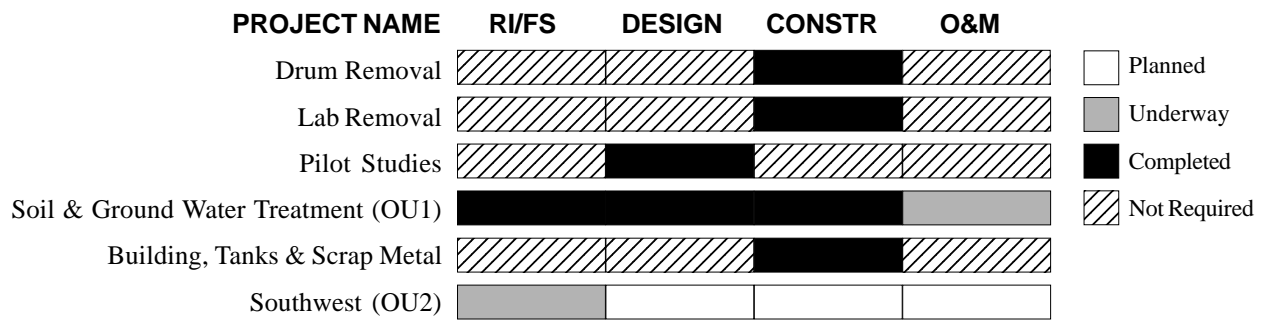 PROJECT NAME RI/FS DESIGN CONSTR O&M
Drum Removal
Lab Removal
Pilot Studies
Soil & Ground Water Treatment (OU1)
Building, Tanks & Scrap Metal
Southwest (OU2)
Planned
Underway
Completed
Not Required